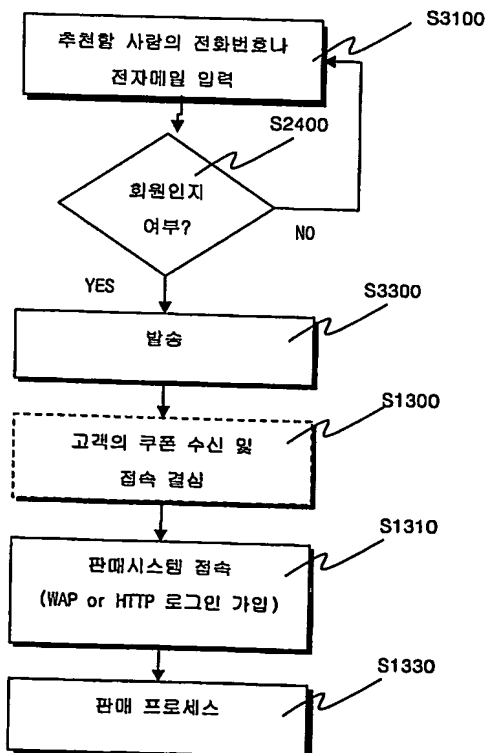 S3100
추천할 사람의 전화번호나
전자메일 입력
S2400
회원인지
여부?
NO
YES
S3300
발송
S1300
고객의 쿠폰 수신 및
접속 결심
S1310
판매시스템 접속
(WAP or HTTP 로그인 가입)
S1330
판매 프로세스